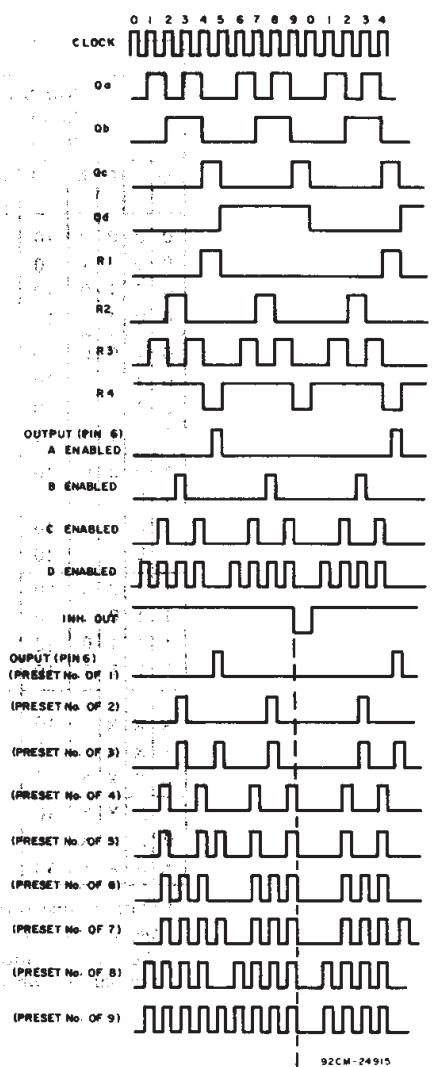 0 1 2 3 4 5 6 7 8 9 0 1 2 3 4
CLOCK
Qa
Qb
Qc
Qd
R1
R2
R3
R4
OUTPUT (PIN 6)
A ENABLED
B ENABLED
C ENABLED
D ENABLED
INH. OUT
OUPUT (PIN 6)
(PRESET No. OF 1)
(PRESET No. OF 2)
(PRESET No. OF 3)
(PRESET No. OF 4)
(PRESET No. OF 5)
(PRESET No. OF 6)
(PRESET No. OF 7)
(PRESET No. OF 8)
(PRESET No. OF 9)
92CM-24915